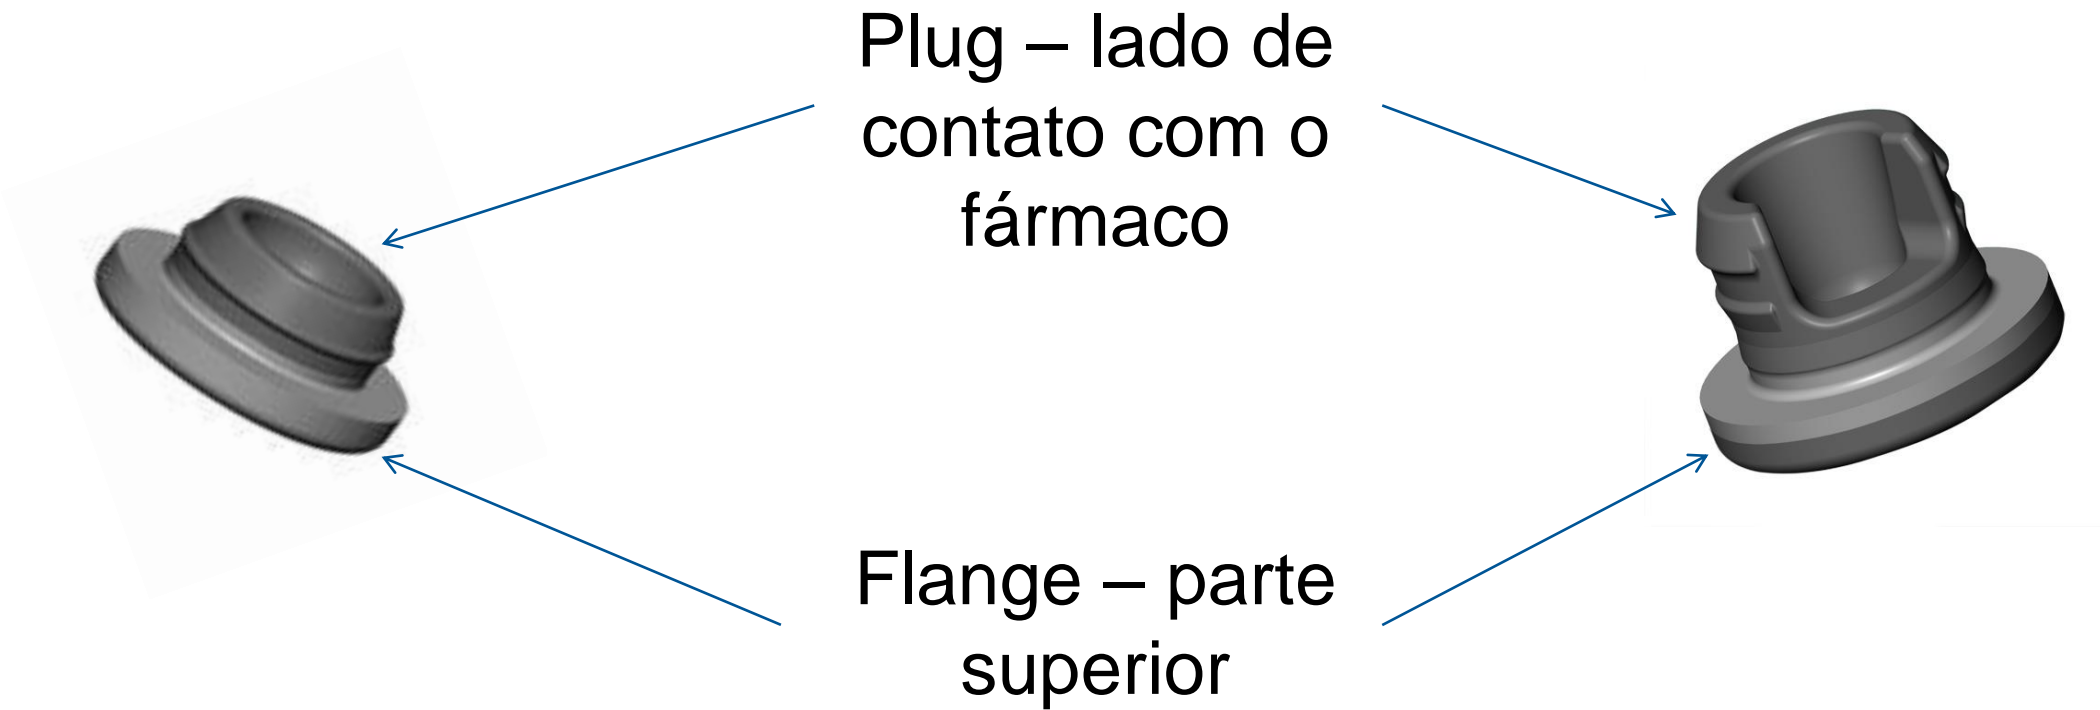 Plug – lado de
contato com o
fármaco
Flange – parte
superior